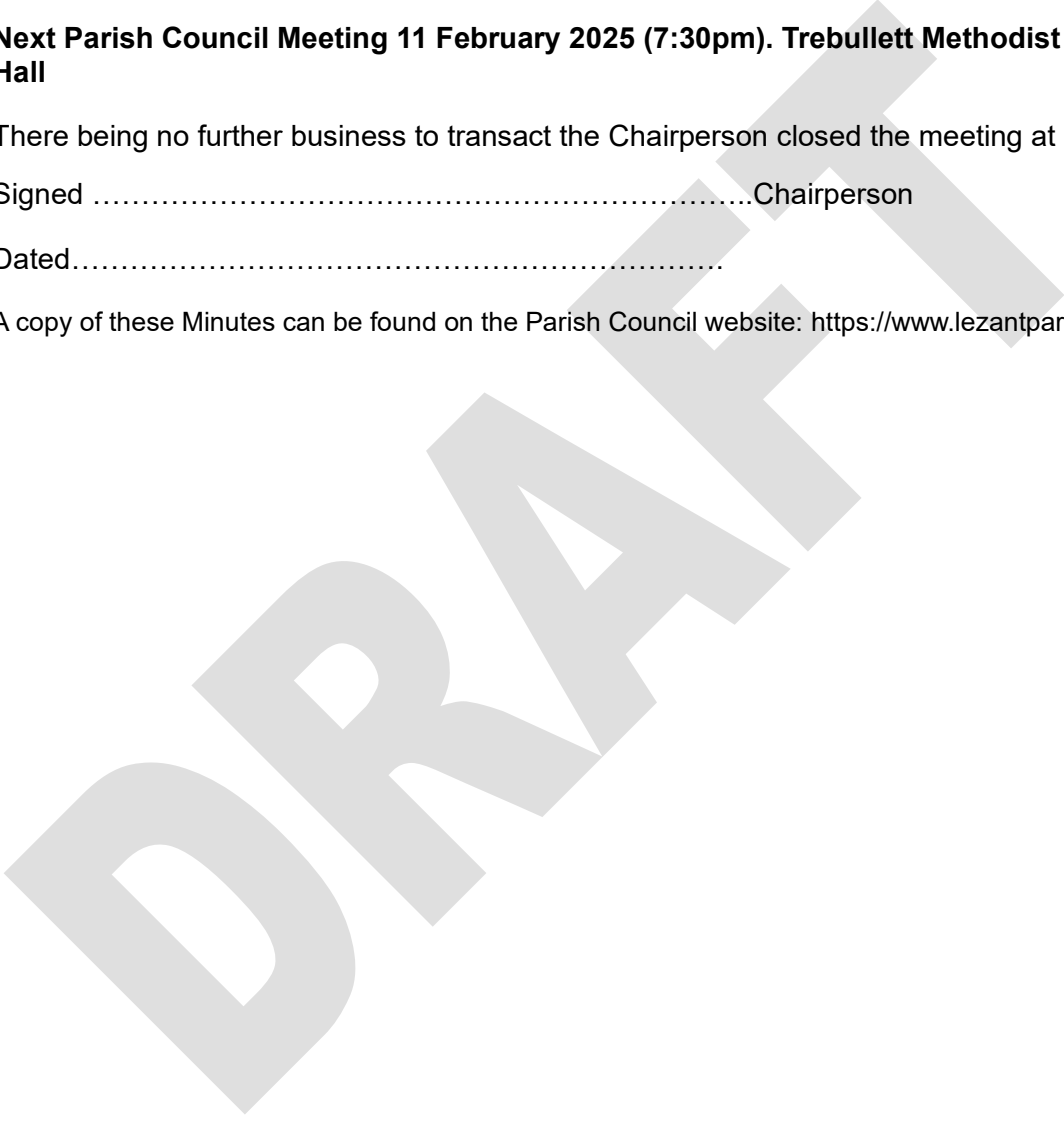 Next Parish Council Meeting 11 February 2025 (7:30pm). Trebullett Methodist
Hall
There being no further business to transact the Chairperson closed the meeting at
Signed ………………………………………………………….Chairperson
Dated………………………………………………………….
A copy of these Minutes can be found on the Parish Council website: https://www.lezantpar
DRAFT